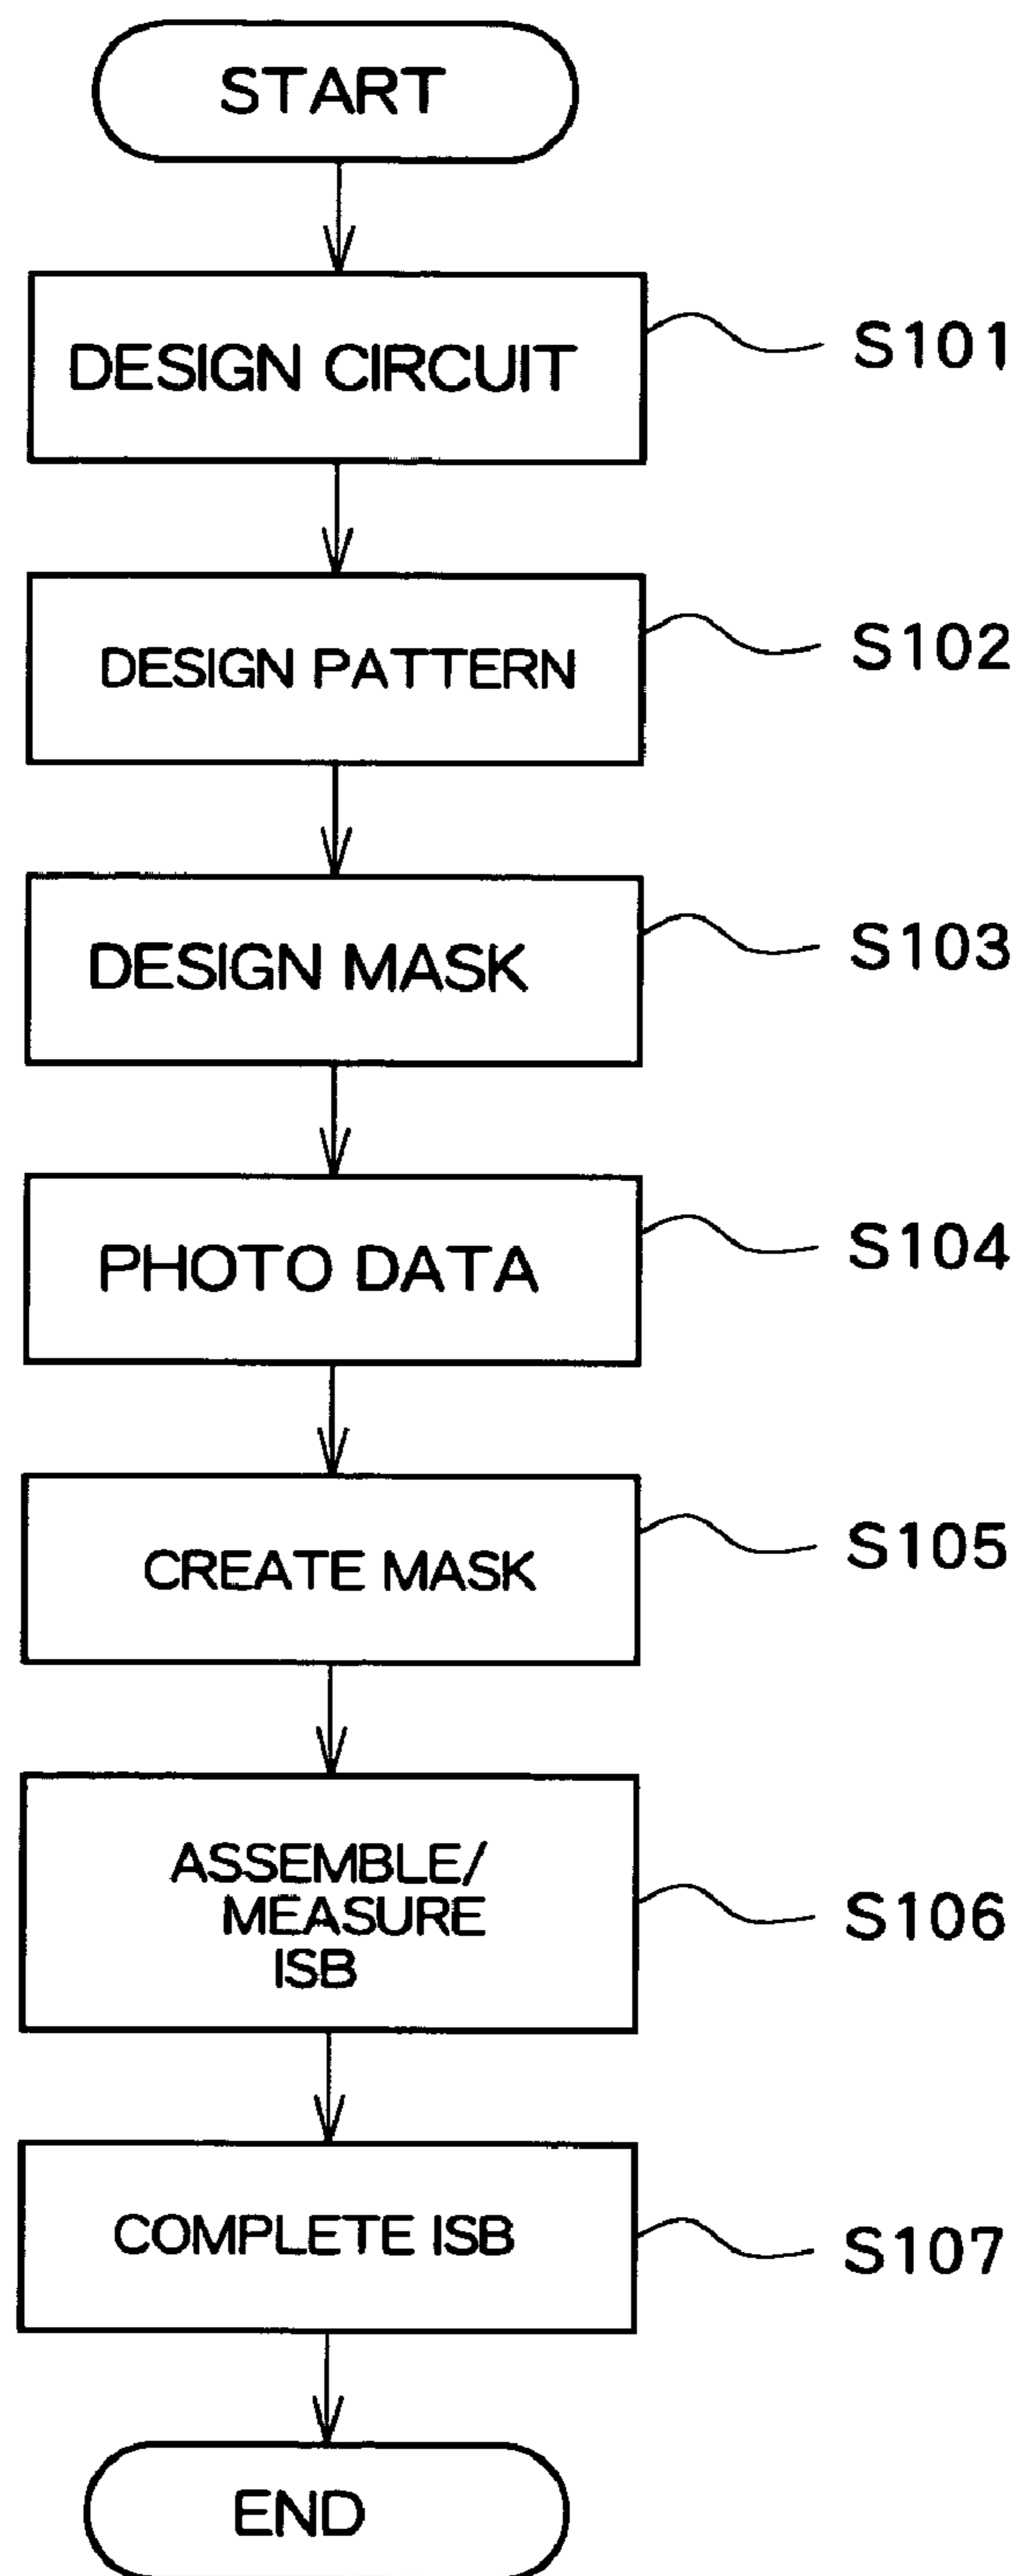 START
DESIGN CIRCUIT
S101
DESIGN PATTERN
S102
DESIGN MASK
S103
PHOTO DATA
S104
CREATE MASK
S105
ASSEMBLE/
MEASURE
ISB
S106
COMPLETE ISB
S107
END